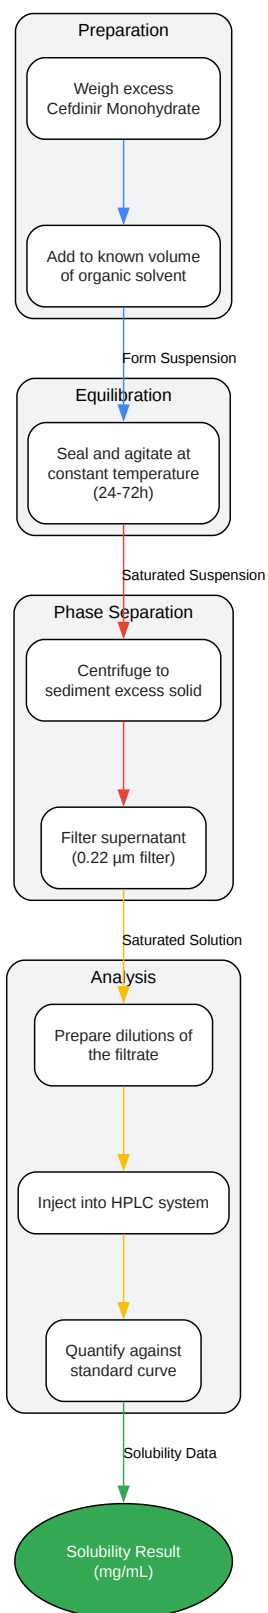 Preparation
Weigh excess
Cefdinir Monohydrate
Add to known volume
of organic solvent
Form Suspension
Equilibration
Seal and agitate at
constant temperature
(24-72h)
Saturated Suspension
Phase Separation
Centrifuge to
sediment excess solid
Filter supernatant
(0.22 µm filter)
Saturated Solution
Analysis
Prepare dilutions of
the filtrate
Inject into HPLC system
Quantify against
standard curve
Solubility Data
Solubility Result
(mg/mL)